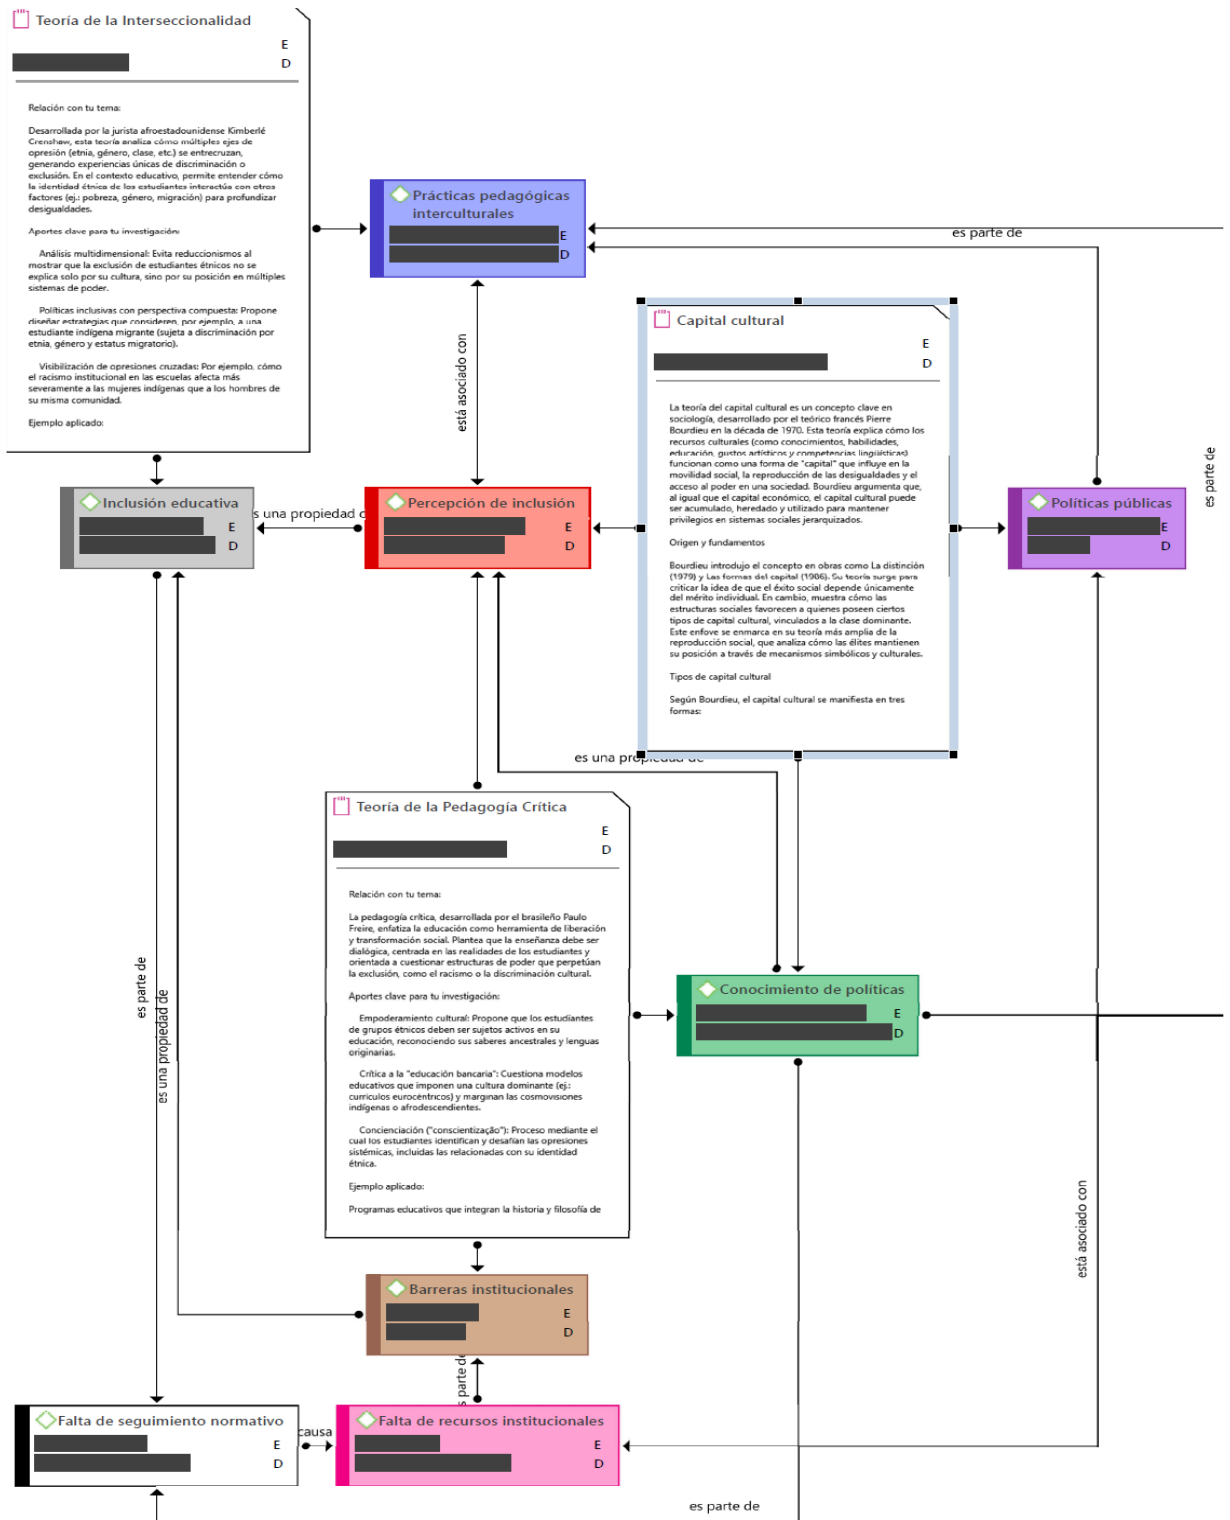 Teoría de la Interseccionalidad
E
D
Relación con tu tema:
Desarrollada por la jurista afroestadounidense Kimberlé
Crenshaw, esta teoría analiza cómo múltiples ejes de
opresión (etnia, género, clase, etc.) se entrecruzan,
generando experiencias únicas de discriminación o
exclusión. En el contexto educativo, permite entender cómo
la identidad étnica de los estudiantes interactúa con otros
factores (ej.: pobreza, género, migración) para profundizar
desigualdades.
Aportes clave para tu investigación:
Análisis multidimensional: Evita reduccionismos al
mostrar que la exclusión de estudiantes étnicos no se
explica solo por su cultura, sino por su posición en múltiples
sistemas de poder.
Políticas inclusivas con perspectiva compuesta: Propone
diseñar estrategias que consideren, por ejemplo, a una
estudiante indígena migrante (sujeta a discriminación por
etnia, género y estatus migratorio).
Visibilización de opresiones cruzadas: Por ejemplo, cómo
el racismo institucional en las escuelas afecta más
severamente a las mujeres indígenas que a los hombres de
su misma comunidad.
Ejemplo aplicado:
Prácticas pedagógicas
interculturales
E
D
es parte de
está asociado con
Capital cultural
E
D
La teoría del capital cultural es un concepto clave en
sociología, desarrollado por el teórico francés Pierre
Bourdieu en la década de 1970. Esta teoría explica cómo los
recursos culturales (como conocimientos, habilidades,
educación, gustos artísticos y competencias lingüísticas)
funcionan como una forma de "capital" que influye en la
movilidad social, la reproducción de las desigualdades y el
acceso al poder en una sociedad. Bourdieu argumenta que,
al igual que el capital económico, el capital cultural puede
ser acumulado, heredado y utilizado para mantener
privilegios en sistemas sociales jerarquizados.
Origen y fundamentos
Bourdieu introdujo el concepto en obras como La distinción
(1979) y Las formas del capital (1986). Su teoría surge para
criticar la idea de que el éxito social depende únicamente
del mérito individual. En cambio, muestra cómo las
estructuras sociales favorecen a quienes poseen ciertos
tipos de capital cultural, vinculados a la clase dominante.
Este enfove se enmarca en su teoría más amplia de la
reproducción social, que analiza cómo las élites mantienen
su posición a través de mecanismos simbólicos y culturales.
Tipos de capital cultural
Según Bourdieu, el capital cultural se manifiesta en tres
formas:
es parte de
Inclusión educativa
E
D
s una propiedad
Percepción de inclusión
E
D
Políticas públicas
E
D
es una propiedad de
Teoría de la Pedagogía Crítica
E
D
Relación con tu tema:
La pedagogía crítica, desarrollada por el brasileño Paulo
Freire, enfatiza la educación como herramienta de liberación
y transformación social. Plantea que la enseñanza debe ser
dialógica, centrada en las realidades de los estudiantes y
orientada a cuestionar estructuras de poder que perpetúan
la exclusión, como el racismo o la discriminación cultural.
Aportes clave para tu investigación:
Empoderamiento cultural: Propone que los estudiantes
de grupos étnicos deben ser sujetos activos en su
educación, reconociendo sus saberes ancestrales y lenguas
originarias.
Crítica a la "educación bancaria": Cuestiona modelos
educativos que imponen una cultura dominante (ej.:
currículos eurocéntricos) y marginan las cosmovisiones
indígenas o afrodescendientes.
Concienciación ("conscientização"): Proceso mediante el
cual los estudiantes identifican y desafían las opresiones
sistémicas, incluidas las relacionadas con su identidad
étnica.
Ejemplo aplicado:
Programas educativos que integran la historia y filosofía de
es parte de
es una propiedad de
Conocimiento de políticas
E
D
está asociado con
Barreras institucionales
E
D
s parte de
Falta de seguimiento normativo
E
D
causa
Falta de recursos institucionales
E
D
es parte de